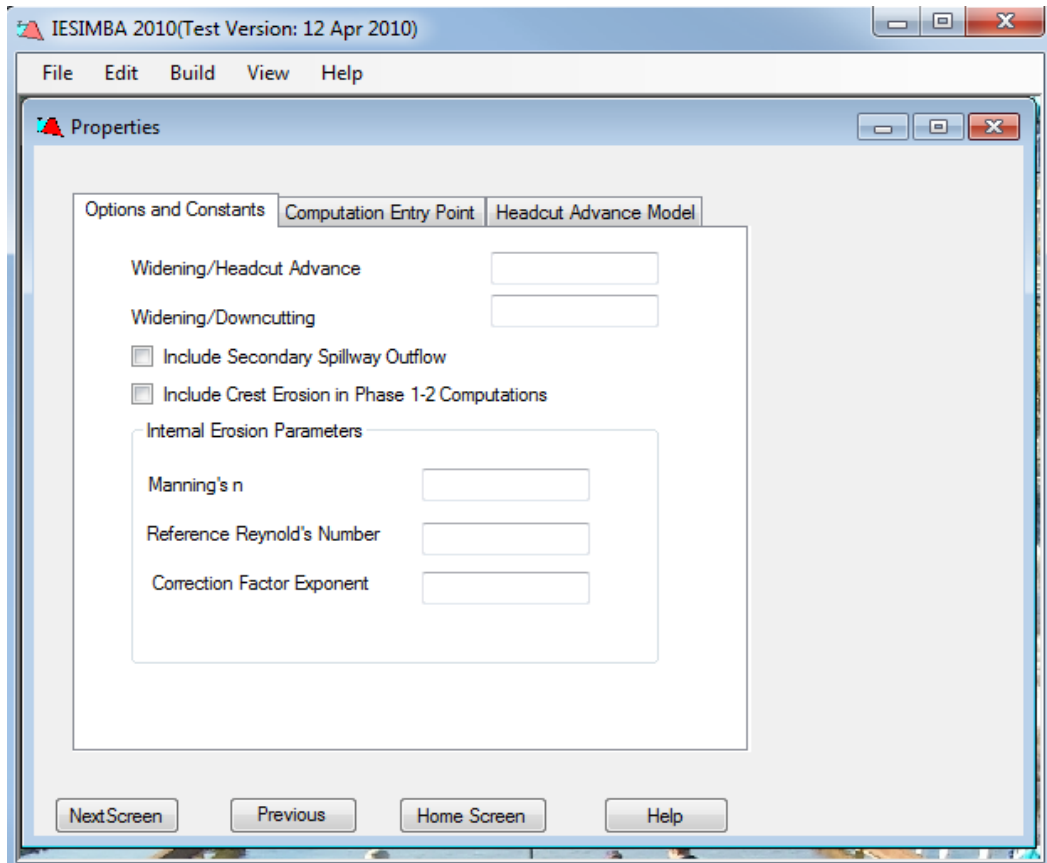 IESIMBA 2010(Test Version: 12 Apr 2010)
File Edit Build View Help
Properties
Options and Constants Computation Entry Point Headcut Advance Model
Widening/Headcut Advance
Widening/Downcutting
Include Secondary Spillway Outflow
Include Crest Erosion in Phase 1-2 Computations
Internal Erosion Parameters
Manning's n
Reference Reynold's Number
Correction Factor Exponent
NextScreen Previous Home Screen Help